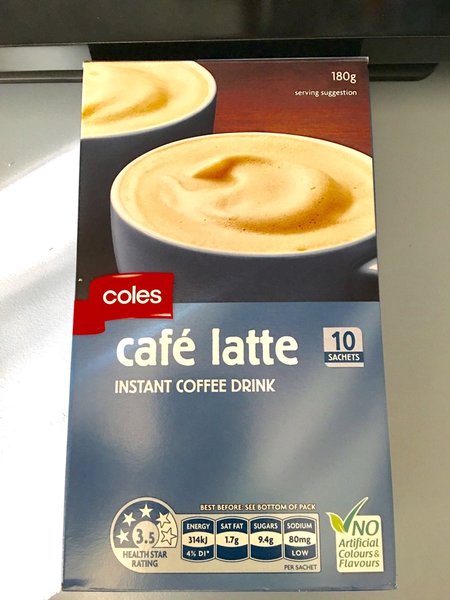 180g
serving suggestion
coles
café latte
10
SACHETS
INSTANT COFFEE DRINK
BEST BEFORE: SEE BOTTOM OF PACK
3.5
HEALTH STAR
RATING
ENERGY
314kJ
4% DI*
SAT FAT
1.7g
SUGARS
9.4g
SODIUM
80mg
LOW
PER SACHET
NO
Artificial
Colours &
Flavours